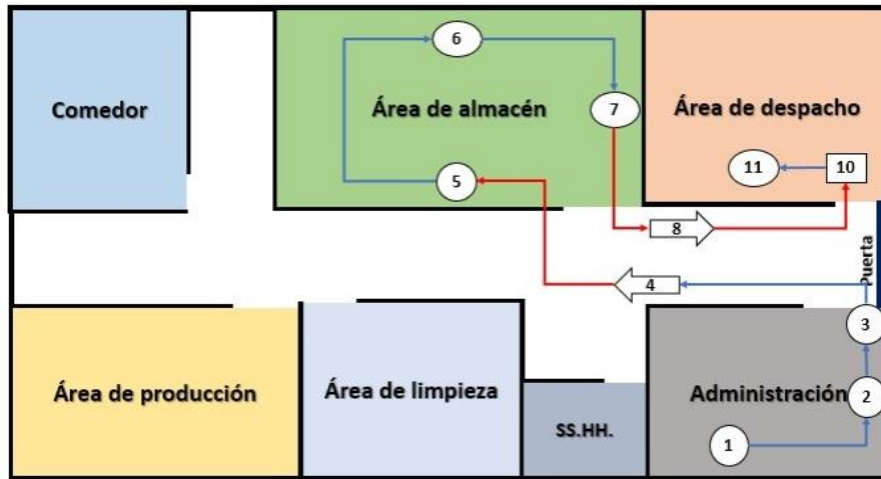 Comedor
Área de almacén
Área de despacho
6
7
5
11
10
8
4
Puerta
3
Área de producción
Área de limpieza
SS.HH.
Administración
2
1